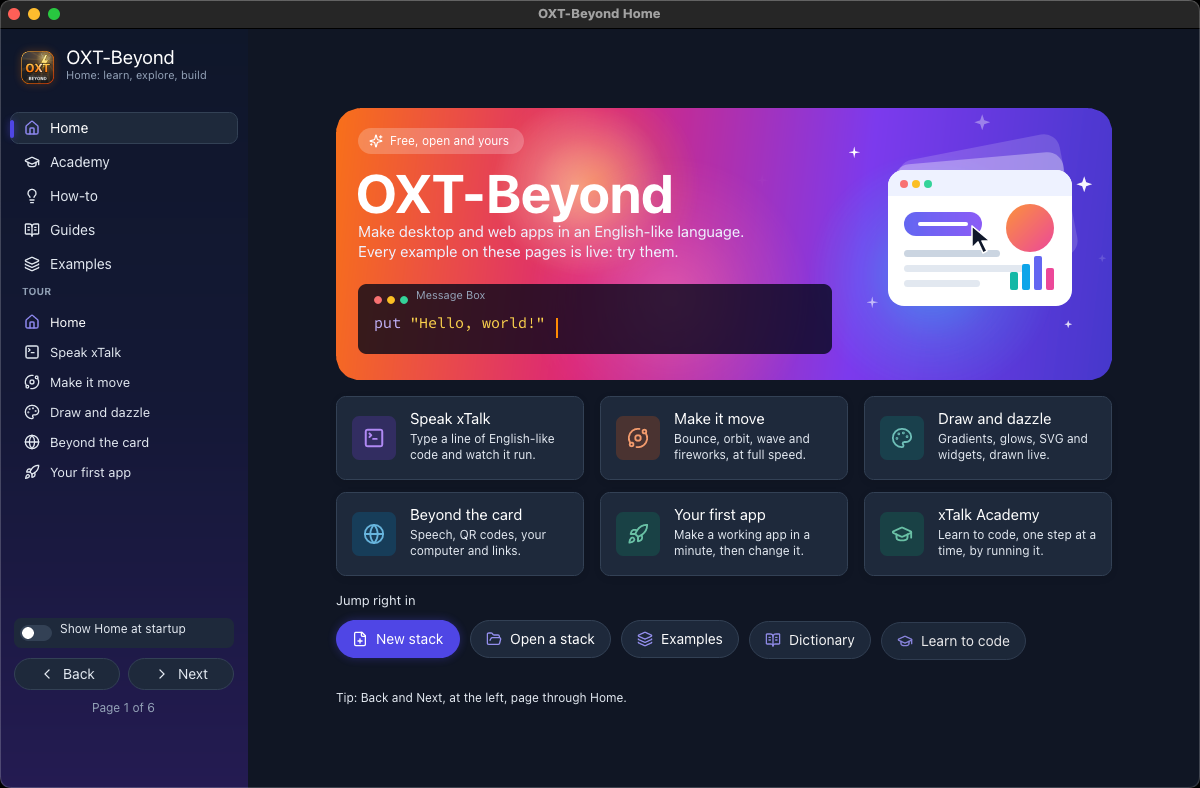 OXT-Beyond Home
OXT
BEYOND
OXT-Beyond
Home: learn, explore, build
Home
Academy
How-to
Guides
Examples
TOUR
Home
Speak xTalk
Make it move
Draw and dazzle
Beyond the card
Your first app
Show Home at startup
Back
Next
Page 1 of 6
Free, open and yours
OXT-Beyond
Make desktop and web apps in an English-like language.
Every example on these pages is live: try them.
Message Box
put "Hello, world!"
Speak xTalk
Type a line of English-like
code and watch it run.
Make it move
Bounce, orbit, wave and
fireworks, at full speed.
Draw and dazzle
Gradients, glows, SVG and
widgets, drawn live.
Beyond the card
Speech, QR codes, your
computer and links.
Your first app
Make a working app in a
minute, then change it.
xTalk Academy
Learn to code, one step at a
time, by running it.
Jump right in
New stack
Open a stack
Examples
Dictionary
Learn to code
Tip: Back and Next, at the left, page through Home.